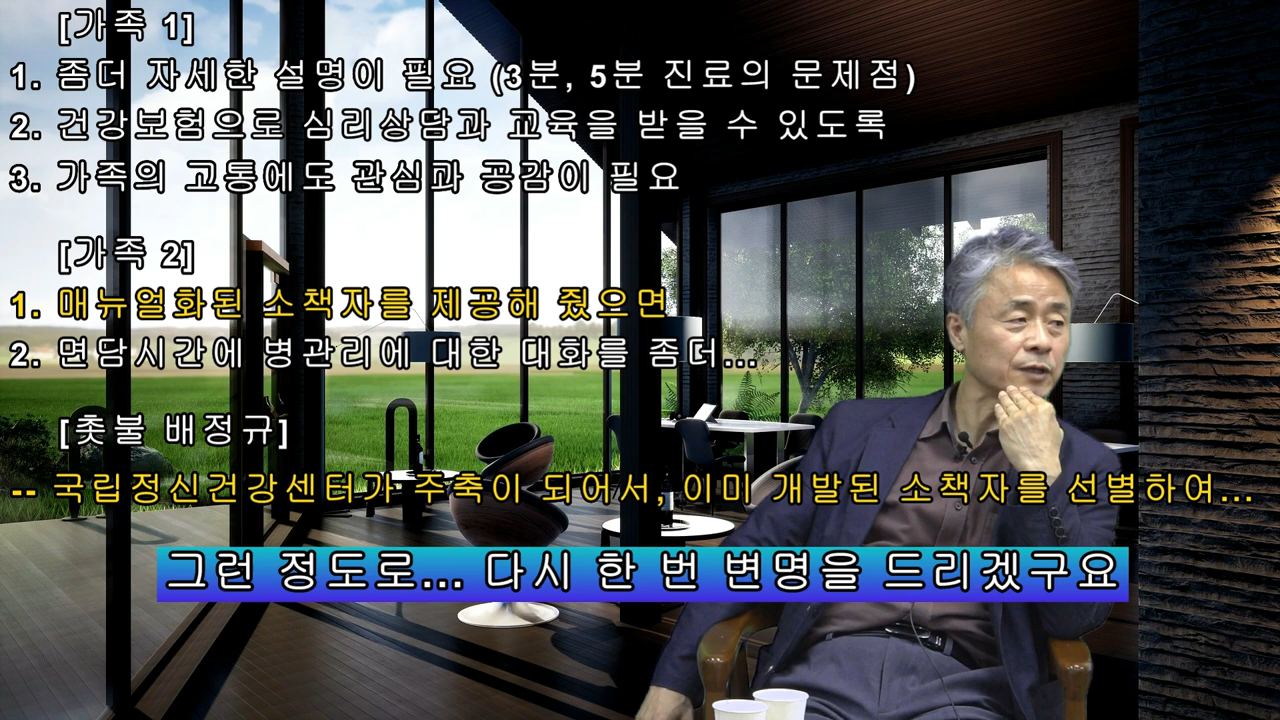 [가족 1]
1. 좀더 자세한 설명이 필요 (3분, 5분 진료의 문제점)
2. 건강보험으로 심리상담과 교육을 받을 수 있도록
3. 가족의 고통에도 관심과 공감이 필요
[가족 2]
1. 매뉴얼화된 소책자를 제공해 줬으면
2. 면담시간에 병관리에 대한 대화를 좀더...
[촛불 배정규]
-- 국립정신건강센터가 주축이 되어서, 이미 개발된 소책자를 선별하여...
그런 정도로... 다시 한 번 변명을 드리겠구요